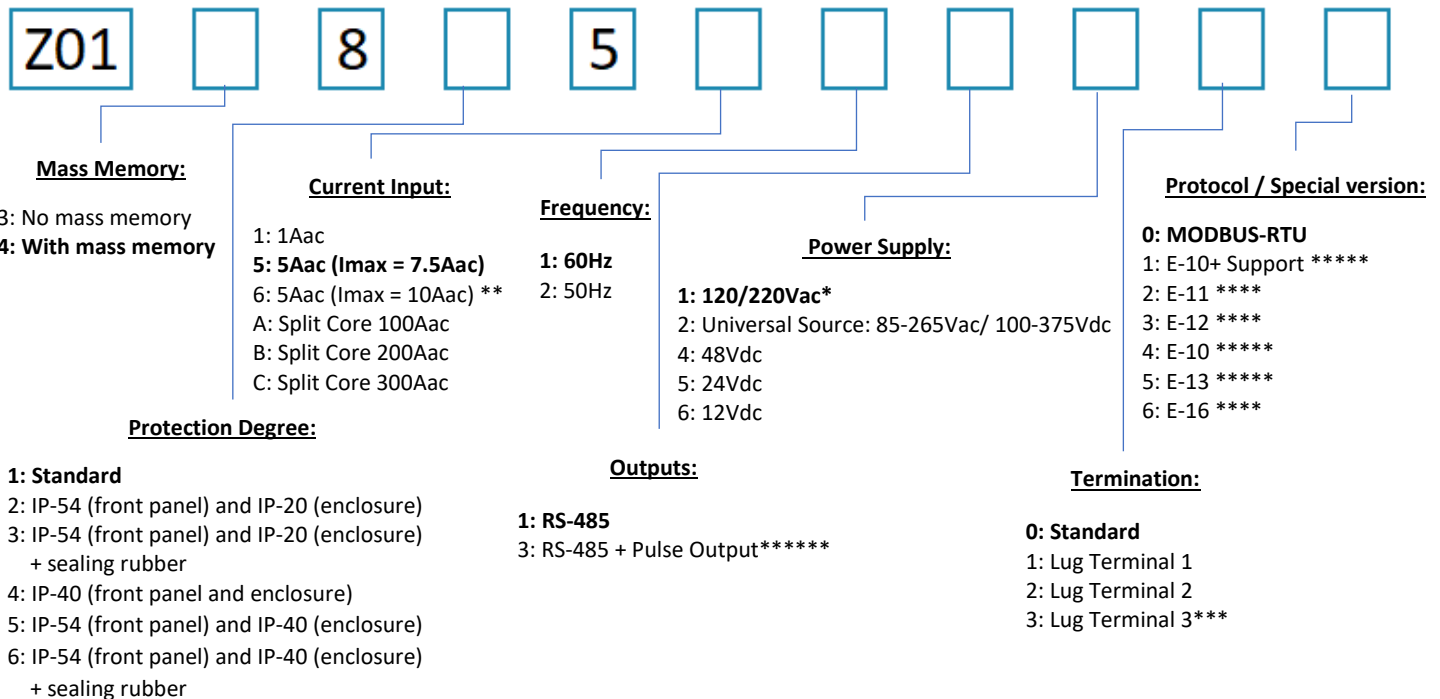 Z01 8 5
Mass Memory:
3: No mass memory
4: With mass memory
Current Input:
1: 1Aac
5: 5Aac (Imax = 7.5Aac)
6: 5Aac (Imax = 10Aac) **
A: Split Core 100Aac
B: Split Core 200Aac
C: Split Core 300Aac
Frequency:
1: 60Hz
2: 50Hz
Power Supply:
1: 120/220Vac*
2: Universal Source: 85-265Vac/ 100-375Vdc
4: 48Vdc
5: 24Vdc
6: 12Vdc
Protocol / Special version:
0: MODBUS-RTU
1: E-10+ Support *****
2: E-11 ****
3: E-12 ****
4: E-10 *****
5: E-13 *****
6: E-16 ****
Protection Degree:
1: Standard
2: IP-54 (front panel) and IP-20 (enclosure)
3: IP-54 (front panel) and IP-20 (enclosure)
+ sealing rubber
4: IP-40 (front panel and enclosure)
5: IP-54 (front panel) and IP-40 (enclosure)
6: IP-54 (front panel) and IP-40 (enclosure)
+ sealing rubber
Outputs:
1: RS-485
3: RS-485 + Pulse Output******
Termination:
0: Standard
1: Lug Terminal 1
2: Lug Terminal 2
3: Lug Terminal 3***